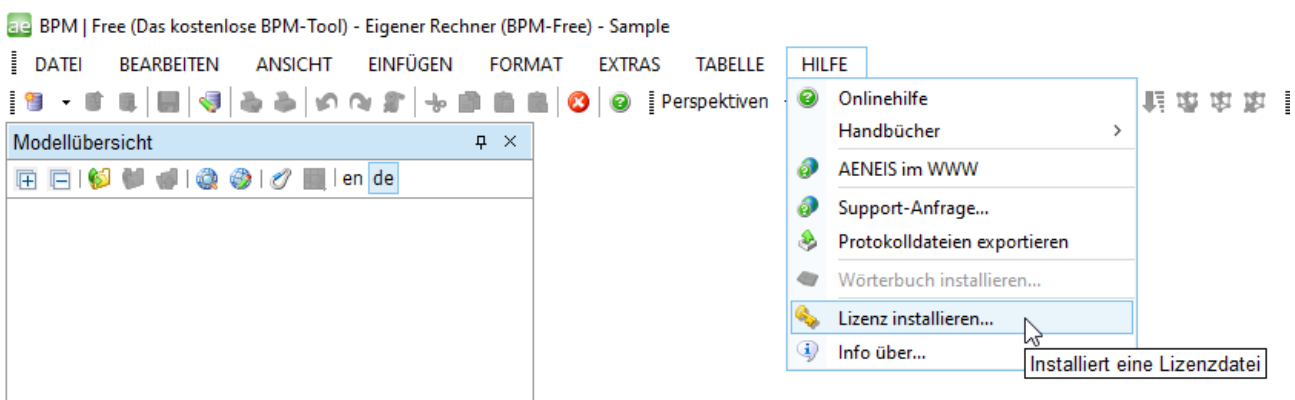 ae BPM | Free (Das kostenlose BPM-Tool) - Eigener Rechner (BPM-Free) - Sample
DATEI BEARBEITEN ANSICHT EINFÜGEN FORMAT EXTRAS TABELLE HILFE
Perspektiven
Modellübersicht
en de
Onlinehilfe
Handbücher
AENEIS im WWW
Support-Anfrage...
Protokolldateien exportieren
Wörterbuch installieren...
Lizenz installieren...
Info über...
Installiert eine Lizenzdatei